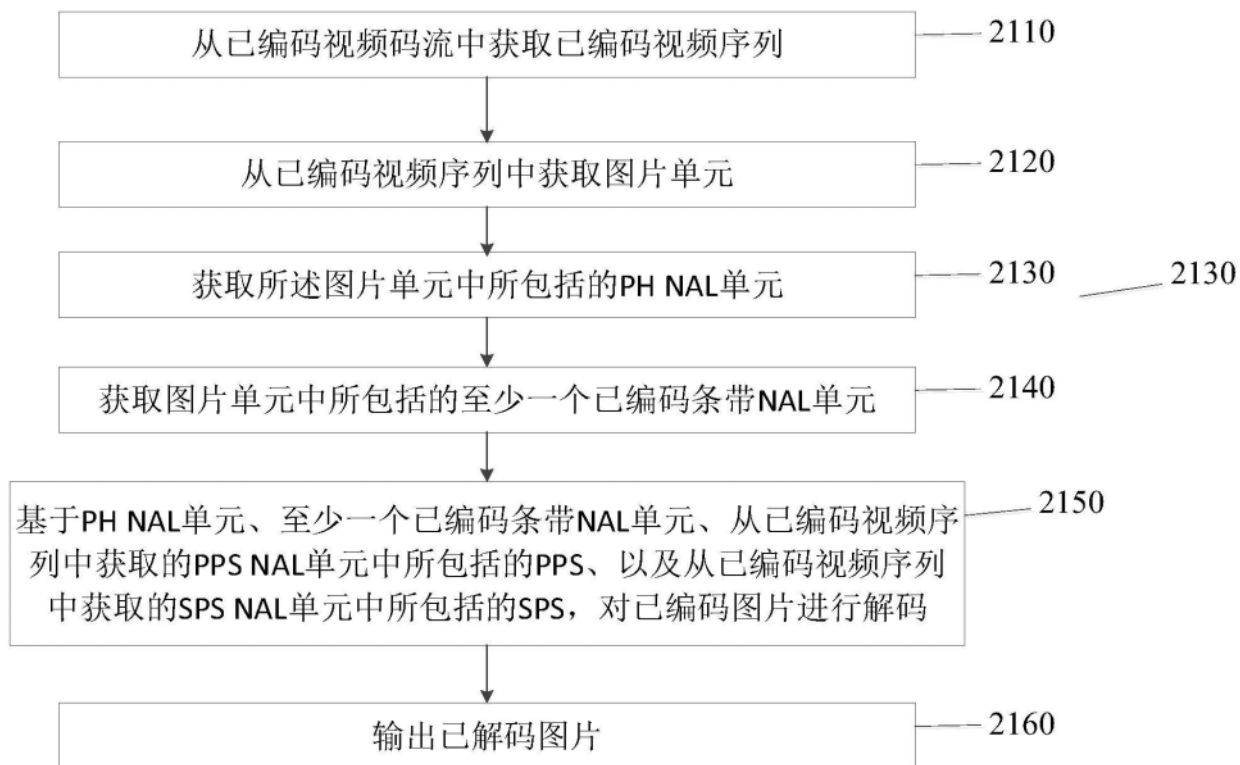 从已编码视频码流中获取已编码视频序列
2110
从已编码视频序列中获取图片单元
2120
获取所述图片单元中所包括的PH NAL单元
2130
2130
获取图片单元中所包括的至少一个已编码条带NAL单元
2140
基于PH NAL单元、至少一个已编码条带NAL单元、从已编码视频序
列中获取的PPS NAL单元中所包括的PPS、以及从已编码视频序列
中获取的SPS NAL单元中所包括的SPS，对已编码图片进行解码
2150
输出已解码图片
2160